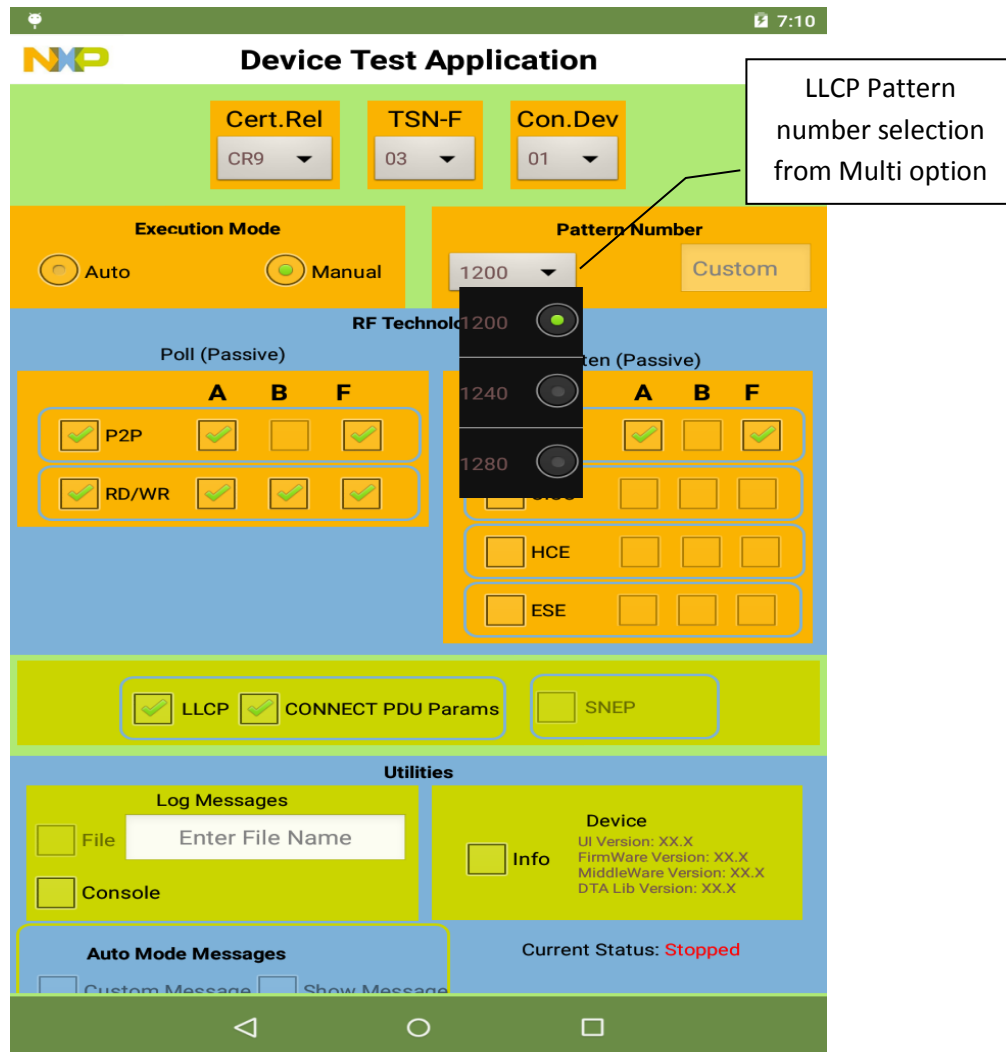 7:10
NXP
Device Test Application
LLCP Pattern
number selection
from Multi option
Cert.Rel
TSN-F
Con.Dev
CR9
03
01
Execution Mode
Auto
Manual
Pattern Number
1200
Custom
1200
1240
1280
RF Technolo
Poll (Passive)
ten (Passive)
A B F
P2P
RD/WR
A B F
HCE
ESE
LLCP
CONNECT PDU Params
SNEP
Utilities
Log Messages
File
Enter File Name
Console
Info
Device
UI Version: XX.X
FirmWare Version: XX.X
MiddleWare Version: XX.X
DTA Lib Version: XX.X
Auto Mode Messages
Custom Message
Show Message
Current Status: Stopped